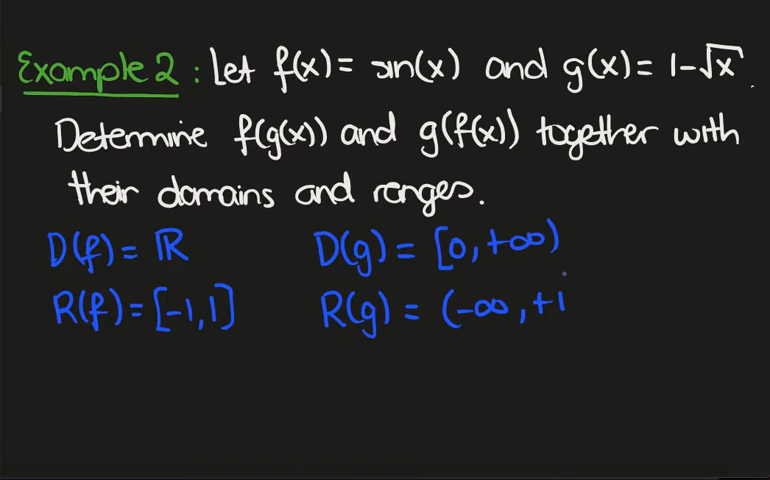 Example 2 : Let f(x) = sin(x) and g(x) = 1-√x .
Determine f(g(x)) and g(f(x)) together with
their domains and ranges.
D(f) = ℝ D(g) = [0, +∞)
R(f) = [-1, 1] R(g) = (-∞, +1